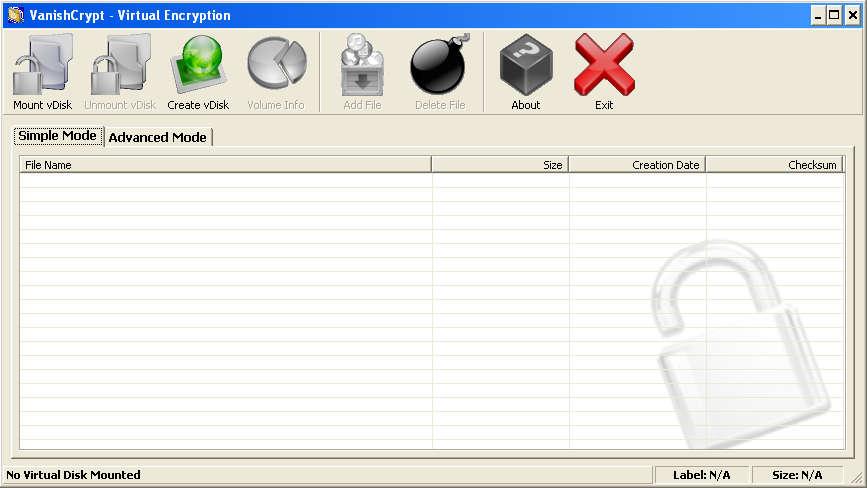 VanishCrypt - Virtual Encryption
Mount vDisk Unmount vDisk Create vDisk Volume Info Add File Delete File About Exit
Simple Mode Advanced Mode
File Name Size Creation Date Checksum
No Virtual Disk Mounted Label: N/A Size: N/A